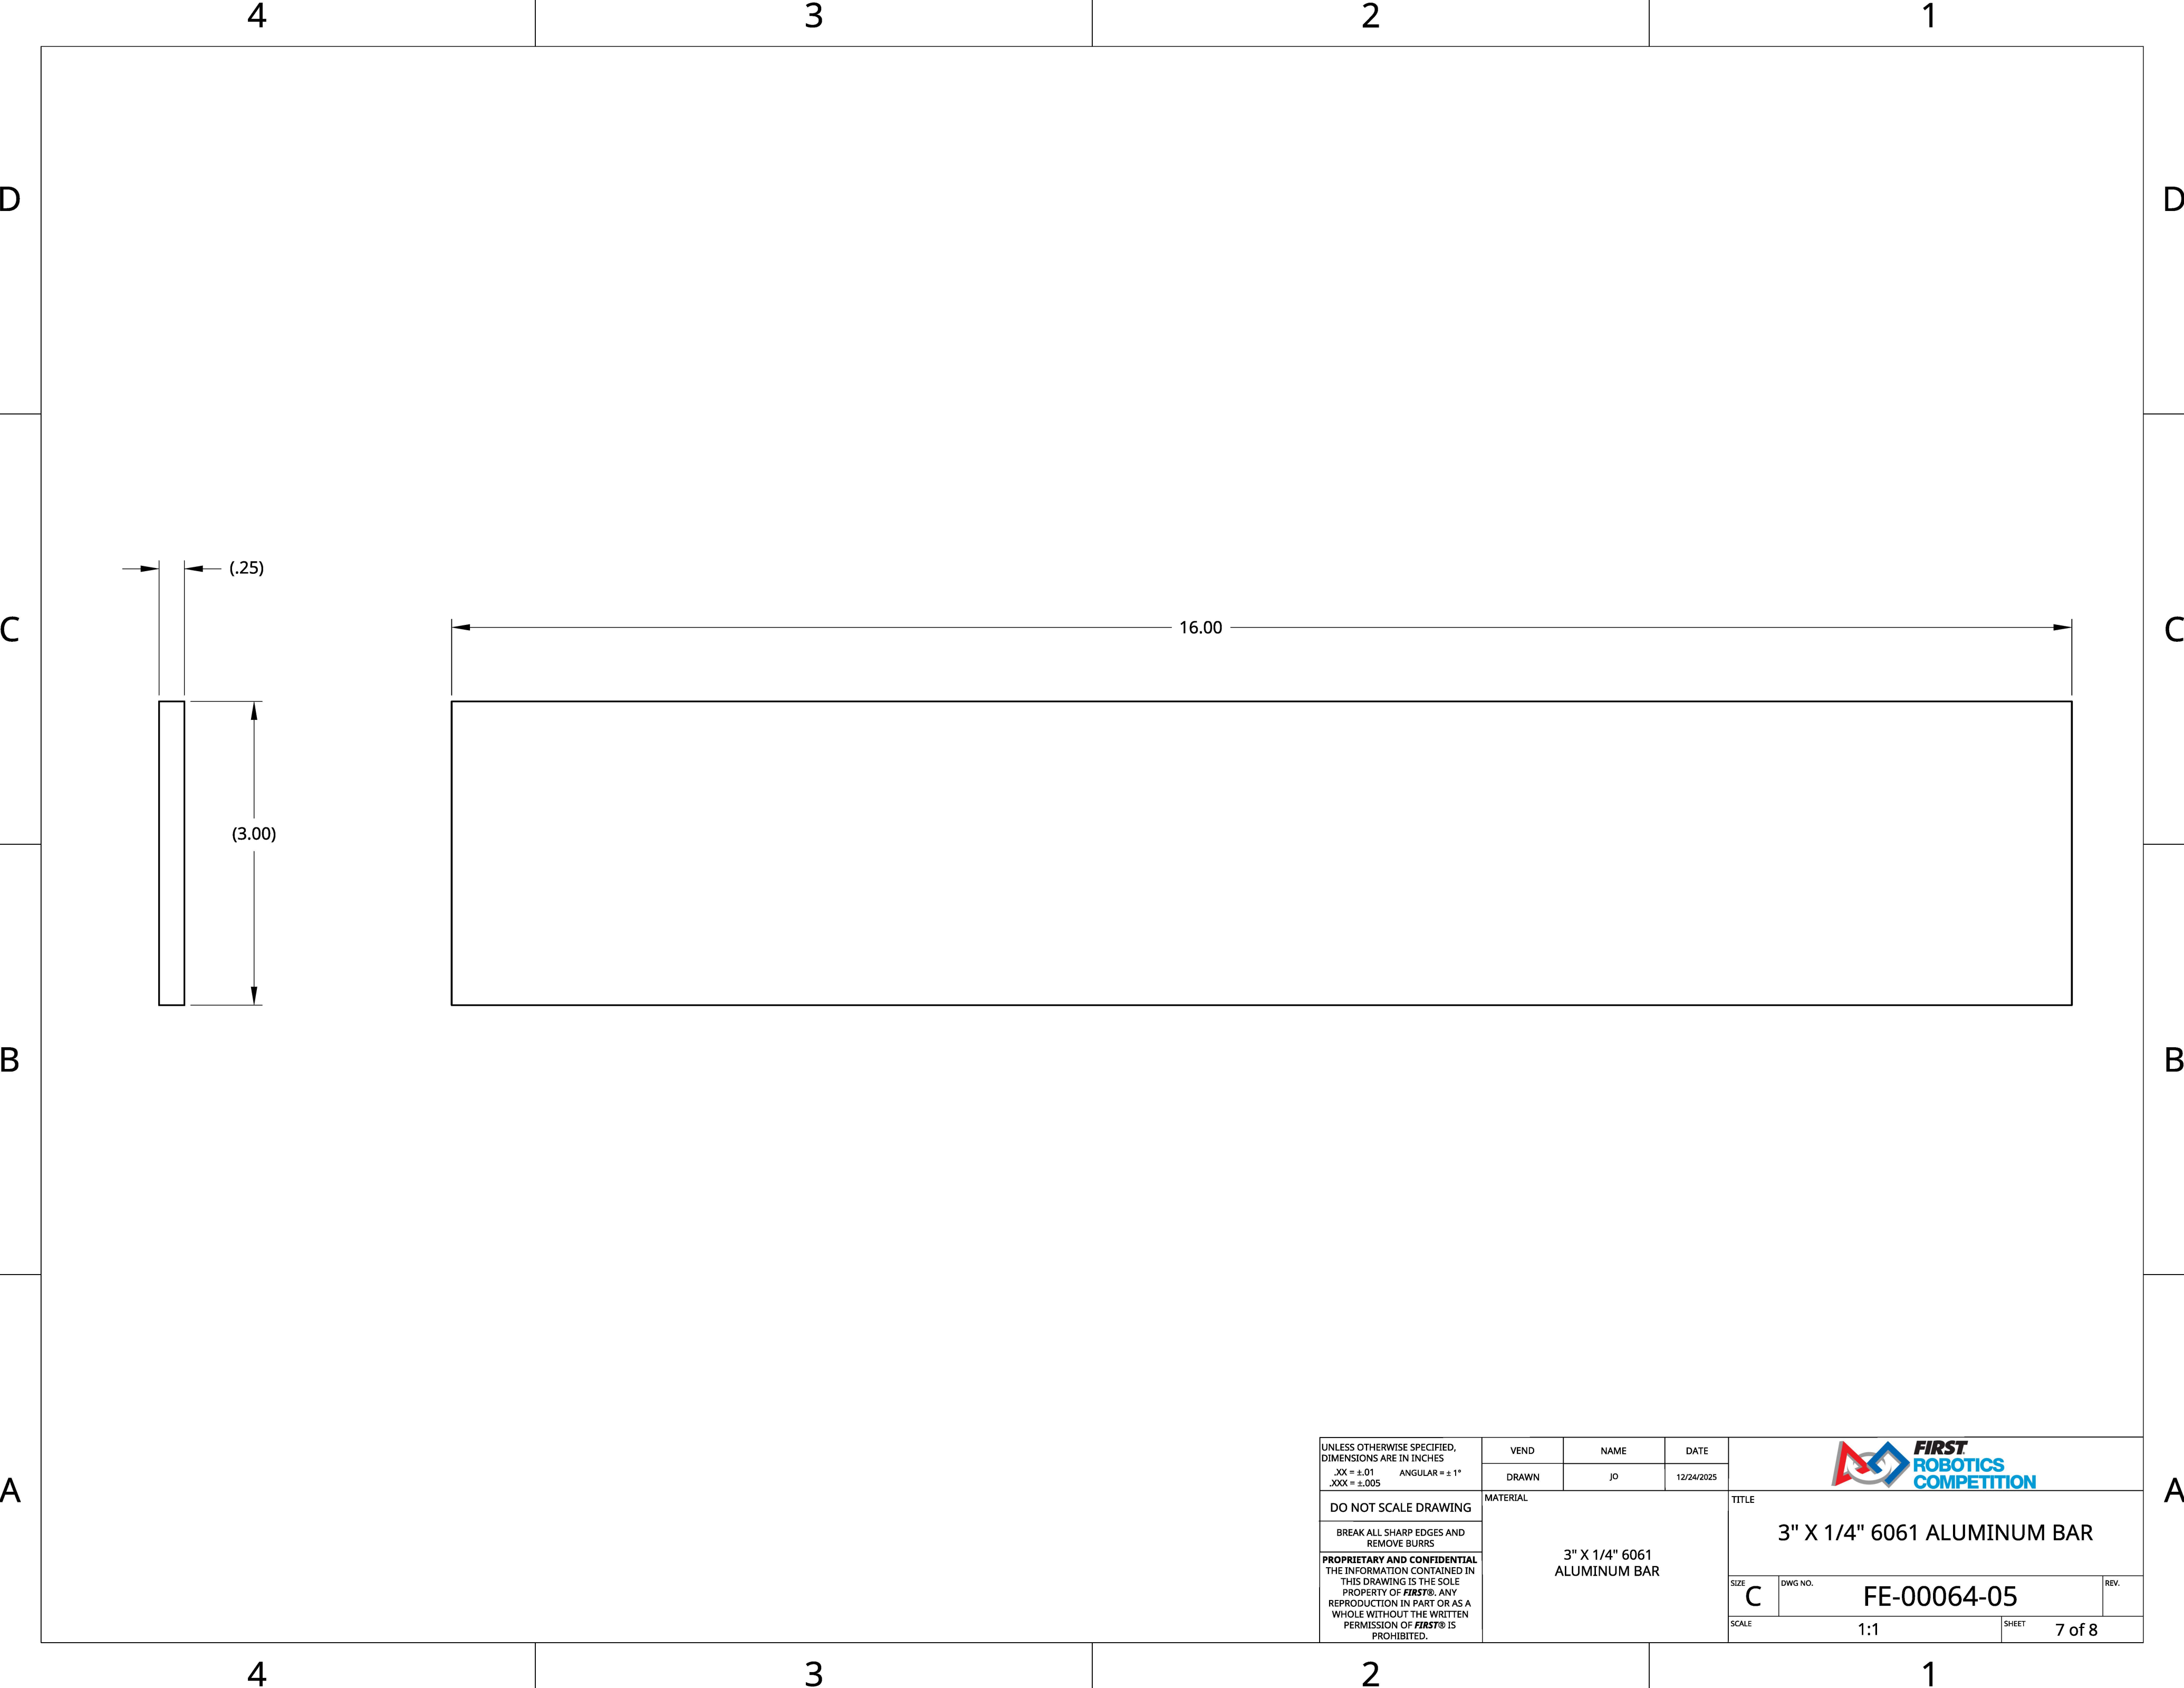 4 3 2 1
D D
(.25)
C C
16.00
(3.00)
B B
A A
UNLESS OTHERWISE SPECIFIED,
DIMENSIONS ARE IN INCHES
.XX = ±.01 ANGULAR = ± 1°
.XXX = ±.005
DO NOT SCALE DRAWING
BREAK ALL SHARP EDGES AND
REMOVE BURRS
PROPRIETARY AND CONFIDENTIAL
THE INFORMATION CONTAINED IN
THIS DRAWING IS THE SOLE
PROPERTY OF FIRST®. ANY
REPRODUCTION IN PART OR AS A
WHOLE WITHOUT THE WRITTEN
PERMISSION OF FIRST® IS
PROHIBITED.
VEND NAME DATE
DRAWN JO 12/24/2025
MATERIAL
3" X 1/4" 6061
ALUMINUM BAR
FIRST
ROBOTICS
COMPETITION
TITLE
3" X 1/4" 6061 ALUMINUM BAR
SIZE C DWG NO. FE-00064-05 REV.
SCALE 1:1 SHEET 7 of 8
4 3 2 1